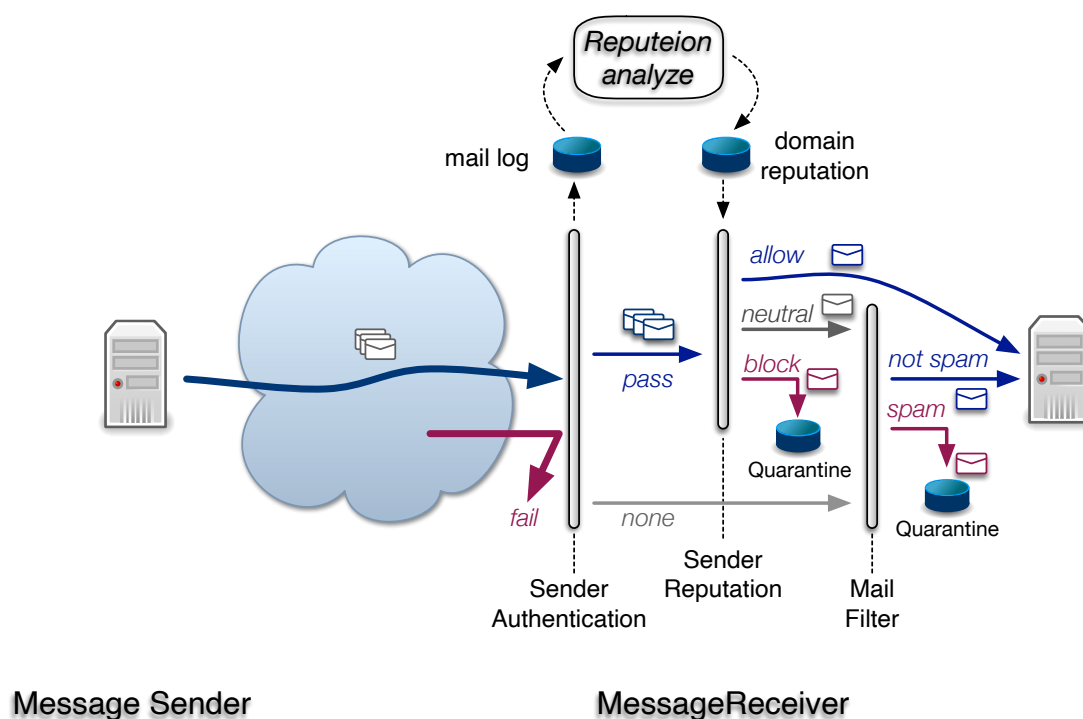 Reputeion
analyze
mail log
domain
reputation
allow
neutral
pass
block
not spam
spam
Quarantine
fail
none
Quarantine
Sender
Authentication
Sender
Reputation
Mail
Filter
Message Sender
MessageReceiver